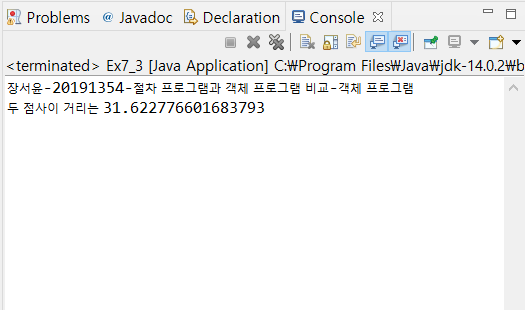 Problems @ Javadoc Declaration Console
<terminated> Ex7_3 [Java Application] C:₩Program Files₩Java₩jdk-14.0.2₩b
장서윤-20191354-절차 프로그램과 객체 프로그램 비교-객체 프로그램
두 점사이 거리는 31.622776601683793